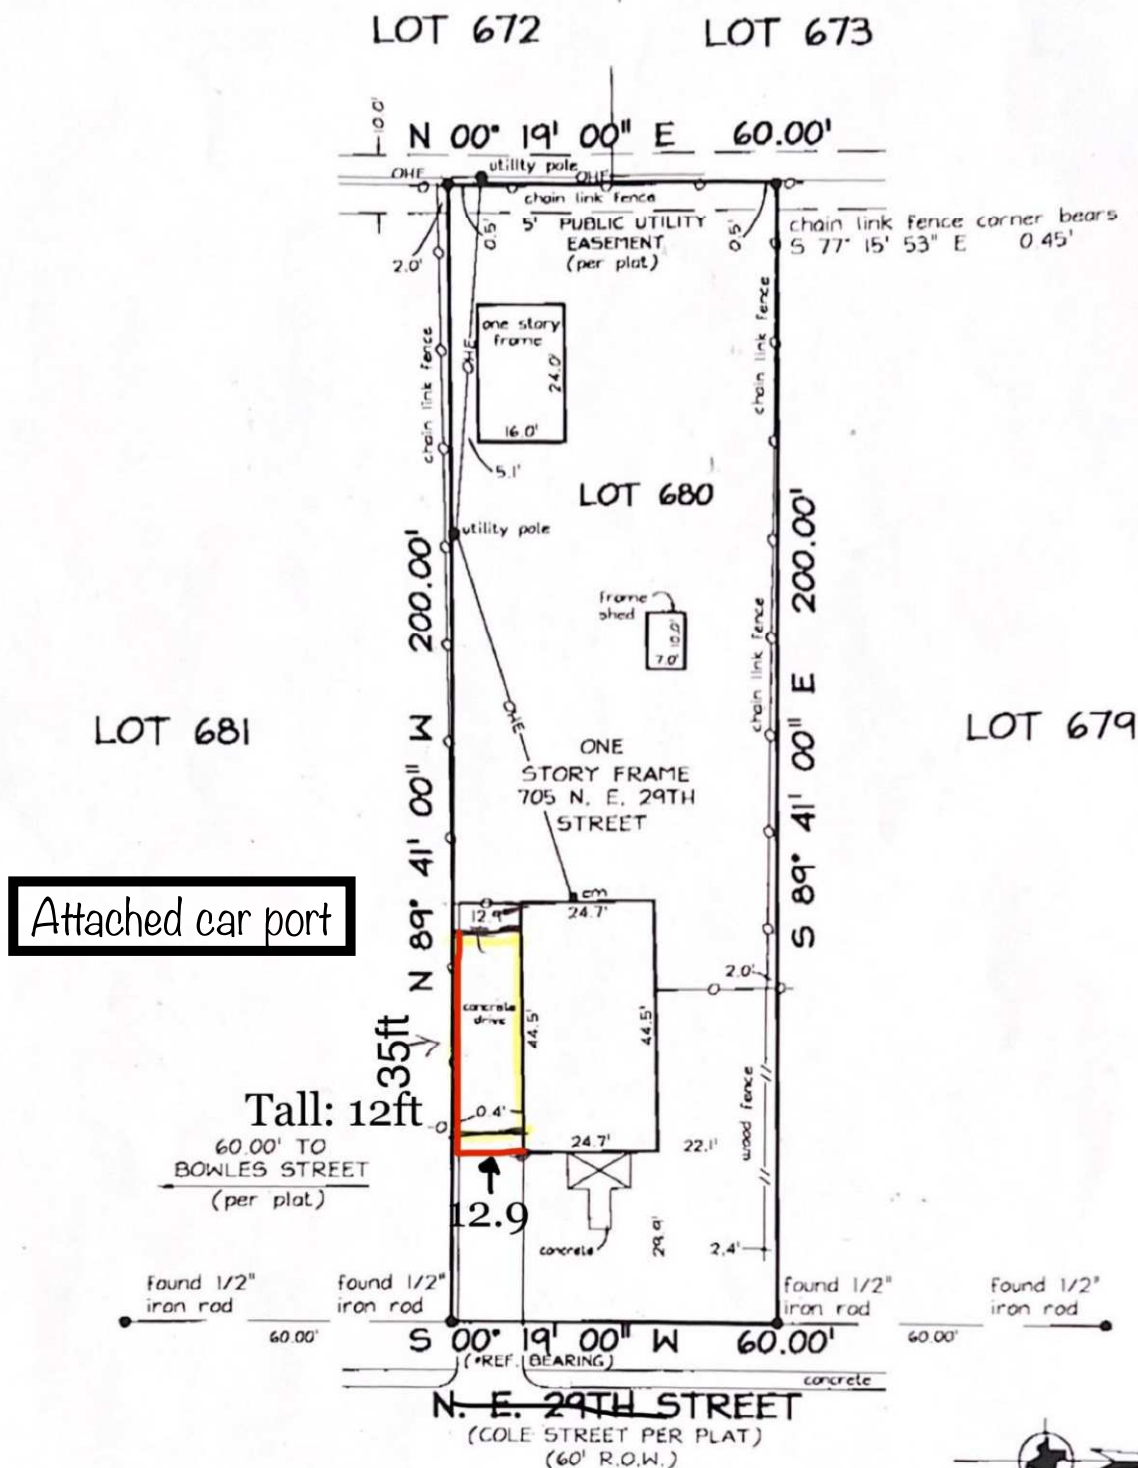 LOT 672
LOT 673
10.0'
N 00° 19' 00" E 60.00'
OHE
utility pole
OHE
chain link fence
0.5'
5' PUBLIC UTILITY
EASEMENT
(per plat)
0.5'
chain link fence corner bears
S 77° 15' 53" E 0.45'
2.0'
chain link fence
OHE
one story
frame
24.0'
16.0'
chain link fence
5.1'
LOT 680
utility pole
N 89° 41' 00" W 200.00'
S 89° 41' 00" E 200.00'
frame
shed
10.0'
7.0'
chain link fence
LOT 681
LOT 679
OHE
ONE
STORY FRAME
705 N. E. 29TH
STREET
Attached car port
em
12.9'
24.7'
2.0'
concrete
drive
44.5'
44.5'
35ft
Tall: 12ft
0.4'
wood fence
60.00' TO
BOWLES STREET
(per plat)
24.7'
22.1'
12.9
concrete
29.9'
2.4'
found 1/2"
iron rod
found 1/2"
iron rod
found 1/2"
iron rod
found 1/2"
iron rod
60.00'
S 00° 19' 00" W 60.00'
60.00'
(*REF. BEARING)
concrete
N. E. 29TH STREET
(COLE STREET PER PLAT)
(60' R.O.W.)